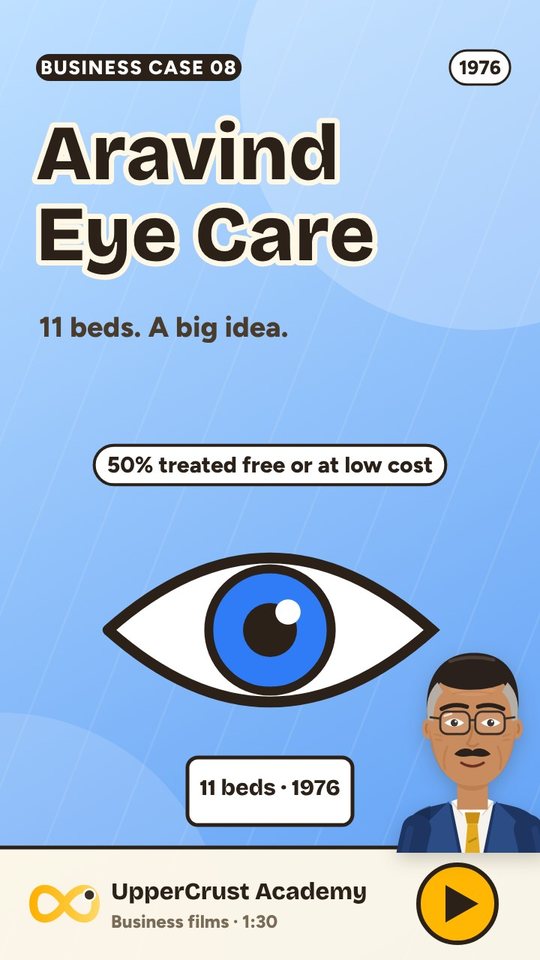 BUSINESS CASE 08
1976
Aravind
Eye Care
11 beds. A big idea.
50% treated free or at low cost
11 beds · 1976
UpperCrust Academy
Business films · 1:30